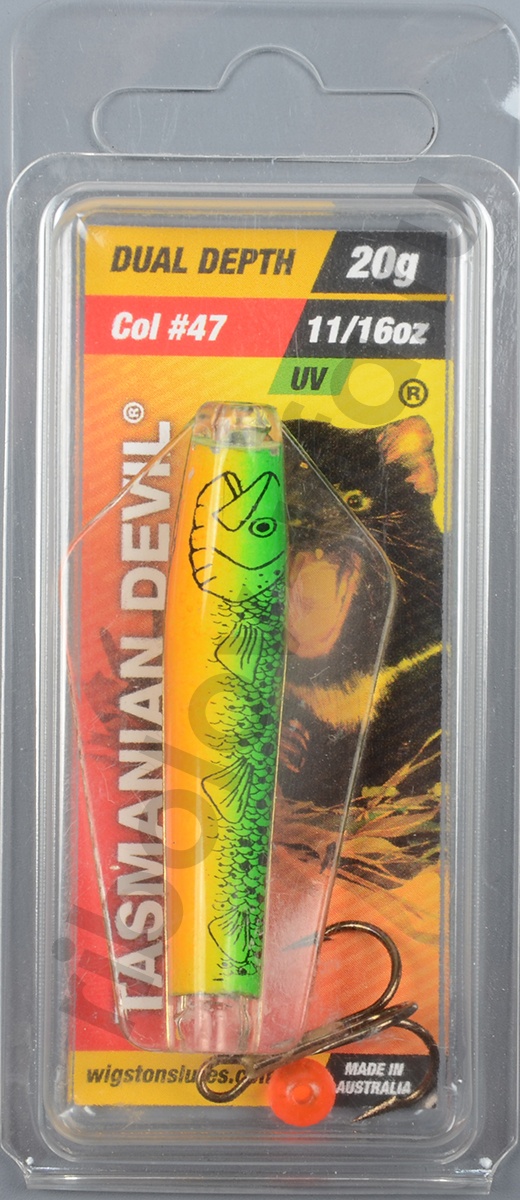 DUAL DEPTH
20g
Col #47
11/16oz
UV
®
TASMANIAN DEVIL®
wigstonslures.com
MADE IN
AUSTRALIA